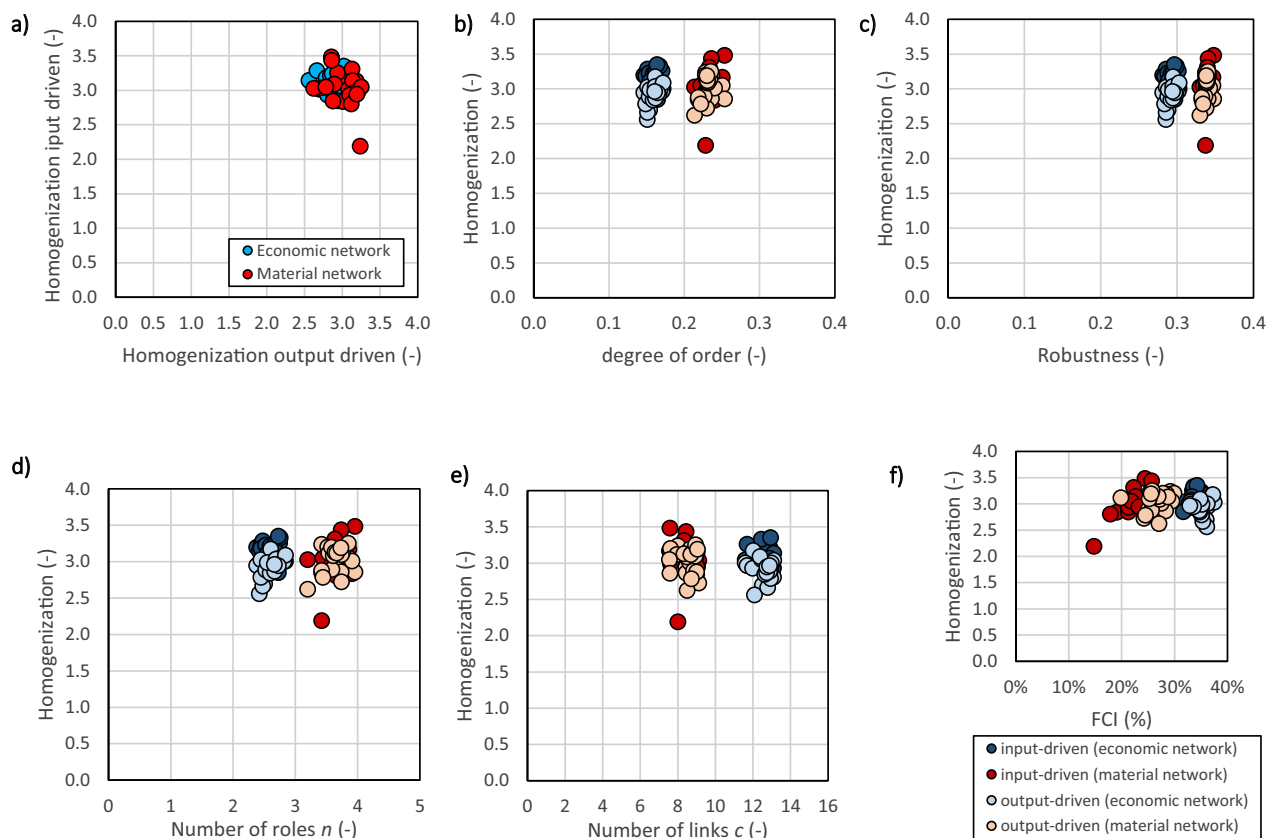 a)
Homogenization iput driven (-)
4.0
3.5
3.0
2.5
2.0
1.5
1.0
0.5
0.0
Economic network
Material network
0.0 0.5 1.0 1.5 2.0 2.5 3.0 3.5 4.0
Homogenization output driven (-)
b)
Homogenization (-)
4.0
3.5
3.0
2.5
2.0
1.5
1.0
0.5
0.0
0.0 0.1 0.2 0.3 0.4
degree of order (-)
c)
Homogenizaition (-)
4.0
3.5
3.0
2.5
2.0
1.5
1.0
0.5
0.0
0.0 0.1 0.2 0.3 0.4
Robustness (-)
d)
Homogenization (-)
4.0
3.5
3.0
2.5
2.0
1.5
1.0
0.5
0.0
0 1 2 3 4 5
Number of roles n (-)
e)
Homogenization (-)
4.0
3.5
3.0
2.5
2.0
1.5
1.0
0.5
0.0
0 2 4 6 8 10 12 14 16
Number of links c (-)
f)
Homogenization (-)
4.0
3.5
3.0
2.5
2.0
1.5
1.0
0.5
0.0
0% 10% 20% 30% 40%
FCI (%)
input-driven (economic network)
input-driven (material network)
output-driven (economic network)
output-driven (material network)